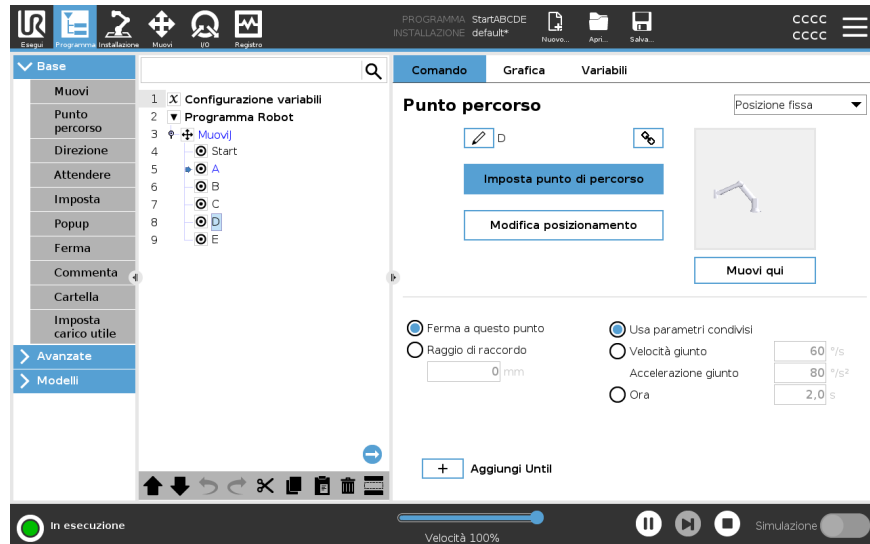 PROGRAMMA StartABCDE
INSTALLAZIONE default*
Esegui Programma Installazione Muovi I/O Registro Nuovo... Apri... Salva...
cccc
cccc
Base
Muovi
Punto
percorso
Direzione
Attendere
Imposta
Popup
Ferma
Commenta
Cartella
Imposta
carico utile
Avanzate
Modelli
1 X Configurazione variabili
2 Programma Robot
3 MuoviJ
4 Start
5 A
6 B
7 C
8 D
9 E
Comando Grafica Variabili
Punto percorso Posizione fissa
D
Imposta punto di percorso
Modifica posizionamento
Muovi qui
Ferma a questo punto Usa parametri condivisi
Raggio di raccordo Velocità giunto 60 °/s
0 mm Accelerazione giunto 80 °/s²
Ora 2,0 s
+ Aggiungi Until
In esecuzione
Velocità 100%
Simulazione